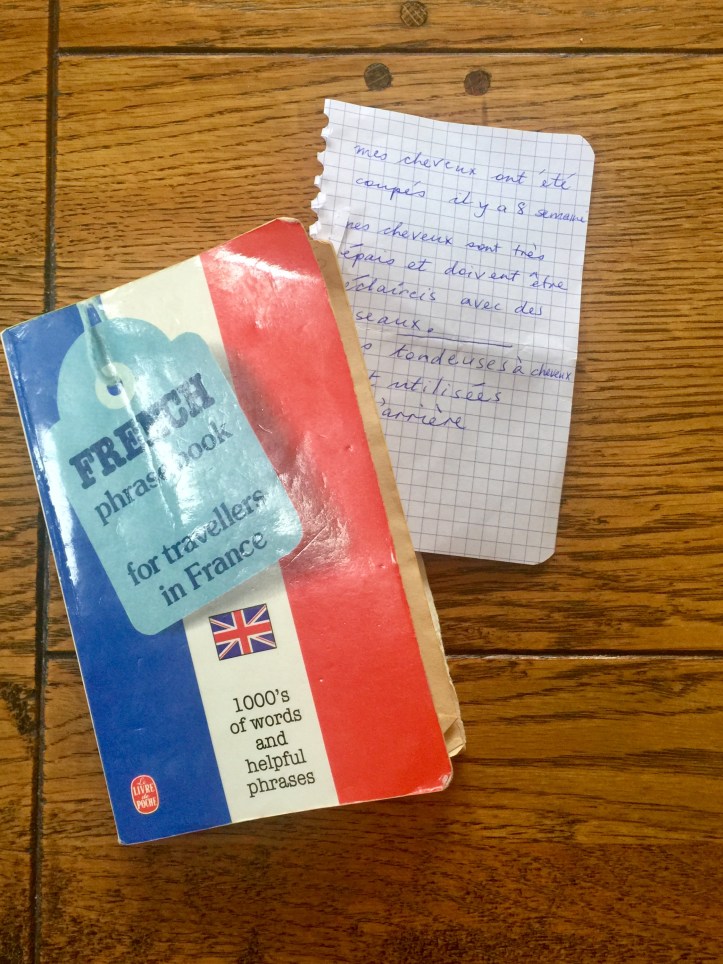 FRENCH
phrase book
for travellers
in France
1000's
of words
and
helpful
phrases
Le
LIVRE
de
POCHE
mes cheveux ont été
coupés il y a 8 semaine
mes cheveux sont très
épais et doivent être
éclaircis avec des
seaux.
s tondeuses à cheveux
t utilisées
'arrière